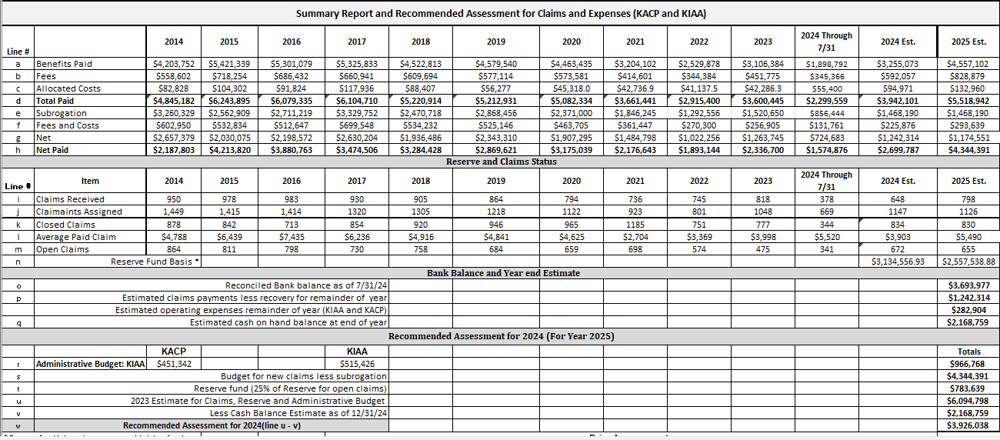 Summary Report and Recommended Assessment for Claims and Expenses (KACP and KIAA)
Line # 2014 2015 2016 2017 2018 2019 2020 2021 2022 2023 2024 Through 7/31 2024 Est. 2025 Est.
a Benefits Paid $4,203,752 $5,421,339 $5,301,079 $5,325,833 $4,522,813 $4,579,540 $4,463,435 $3,204,102 $2,529,878 $3,106,384 $1,898,792 $3,255,073 $4,557,102
b Fees $558,602 $718,254 $686,432 $660,941 $609,694 $577,114 $573,581 $414,601 $344,384 $451,775 $345,366 $592,057 $828,879
c Allocated Costs $82,828 $104,302 $91,824 $117,936 $88,407 $56,277 $45,318.0 $42,736.9 $41,137.5 $42,286.3 $55,400 $94,971 $132,960
d Total Paid $4,845,182 $6,243,895 $6,079,335 $6,104,710 $5,220,914 $5,212,931 $5,082,334 $3,661,441 $2,915,400 $3,600,445 $2,299,559 $3,942,101 $5,518,942
e Subrogation $3,260,329 $2,562,909 $2,711,219 $3,329,752 $2,470,718 $2,868,456 $2,371,000 $1,846,245 $1,292,556 $1,520,650 $856,444 $1,468,190 $1,468,190
f Fees and Costs $602,950 $532,834 $512,647 $699,548 $534,232 $525,146 $463,705 $361,447 $270,300 $256,905 $131,761 $225,876 $293,639
g Net $2,657,379 $2,030,075 $2,198,572 $2,630,204 $1,936,486 $2,343,310 $1,907,295 $1,484,798 $1,022,256 $1,263,745 $724,683 $1,242,314 $1,174,551
h Net Paid $2,187,803 $4,213,820 $3,880,763 $3,474,506 $3,284,428 $2,869,621 $3,175,039 $2,176,643 $1,893,144 $2,336,700 $1,574,876 $2,699,787 $4,344,391
Reserve and Claims Status
Line # Item 2014 2015 2016 2017 2018 2019 2020 2021 2022 2023 2024 Through 7/31 2024 Est. 2025 Est.
i Claims Received 950 978 983 930 905 864 794 736 745 818 378 648 798
j Claimaints Assigned 1,449 1,415 1,414 1320 1305 1218 1122 923 801 1048 669 1147 1126
k Closed Claims 878 842 713 854 920 946 965 1185 751 777 344 834 830
l Average Paid Claim $4,788 $6,439 $7,435 $6,236 $4,916 $4,841 $4,625 $2,704 $3,369 $3,998 $5,520 $3,903 $5,490
m Open Claims 864 811 798 730 758 684 659 698 574 475 341 672 655
n Reserve Fund Basis * $3,134,556.93 $2,557,538.88
Bank Balance and Year end Estimate
o Reconciled Bank balance as of 7/31/24 $3,693,977
p Estimated claims payments less recovery for remainder of year $1,242,314
Estimated operating expenses remainder of year (KIAA and KACP) $282,904
q Estimated cash on hand balance at end of year $2,168,759
Recommended Assessment for 2024 (For Year 2025)
KACP KIAA Totals
r Administrative Budget: KIAA $451,342 $515,426 $966,768
s Budget for new claims less subrogation $4,344,391
t Reserve fund (25% of Reserve for open claims) $783,639
u 2023 Estimate for Claims, Reserve and Administrative Budget $6,094,798
v Less Cash Balance Estimate as of 12/31/24 $2,168,759
w Recommended Assessment for 2024(line u - v) $3,926,038